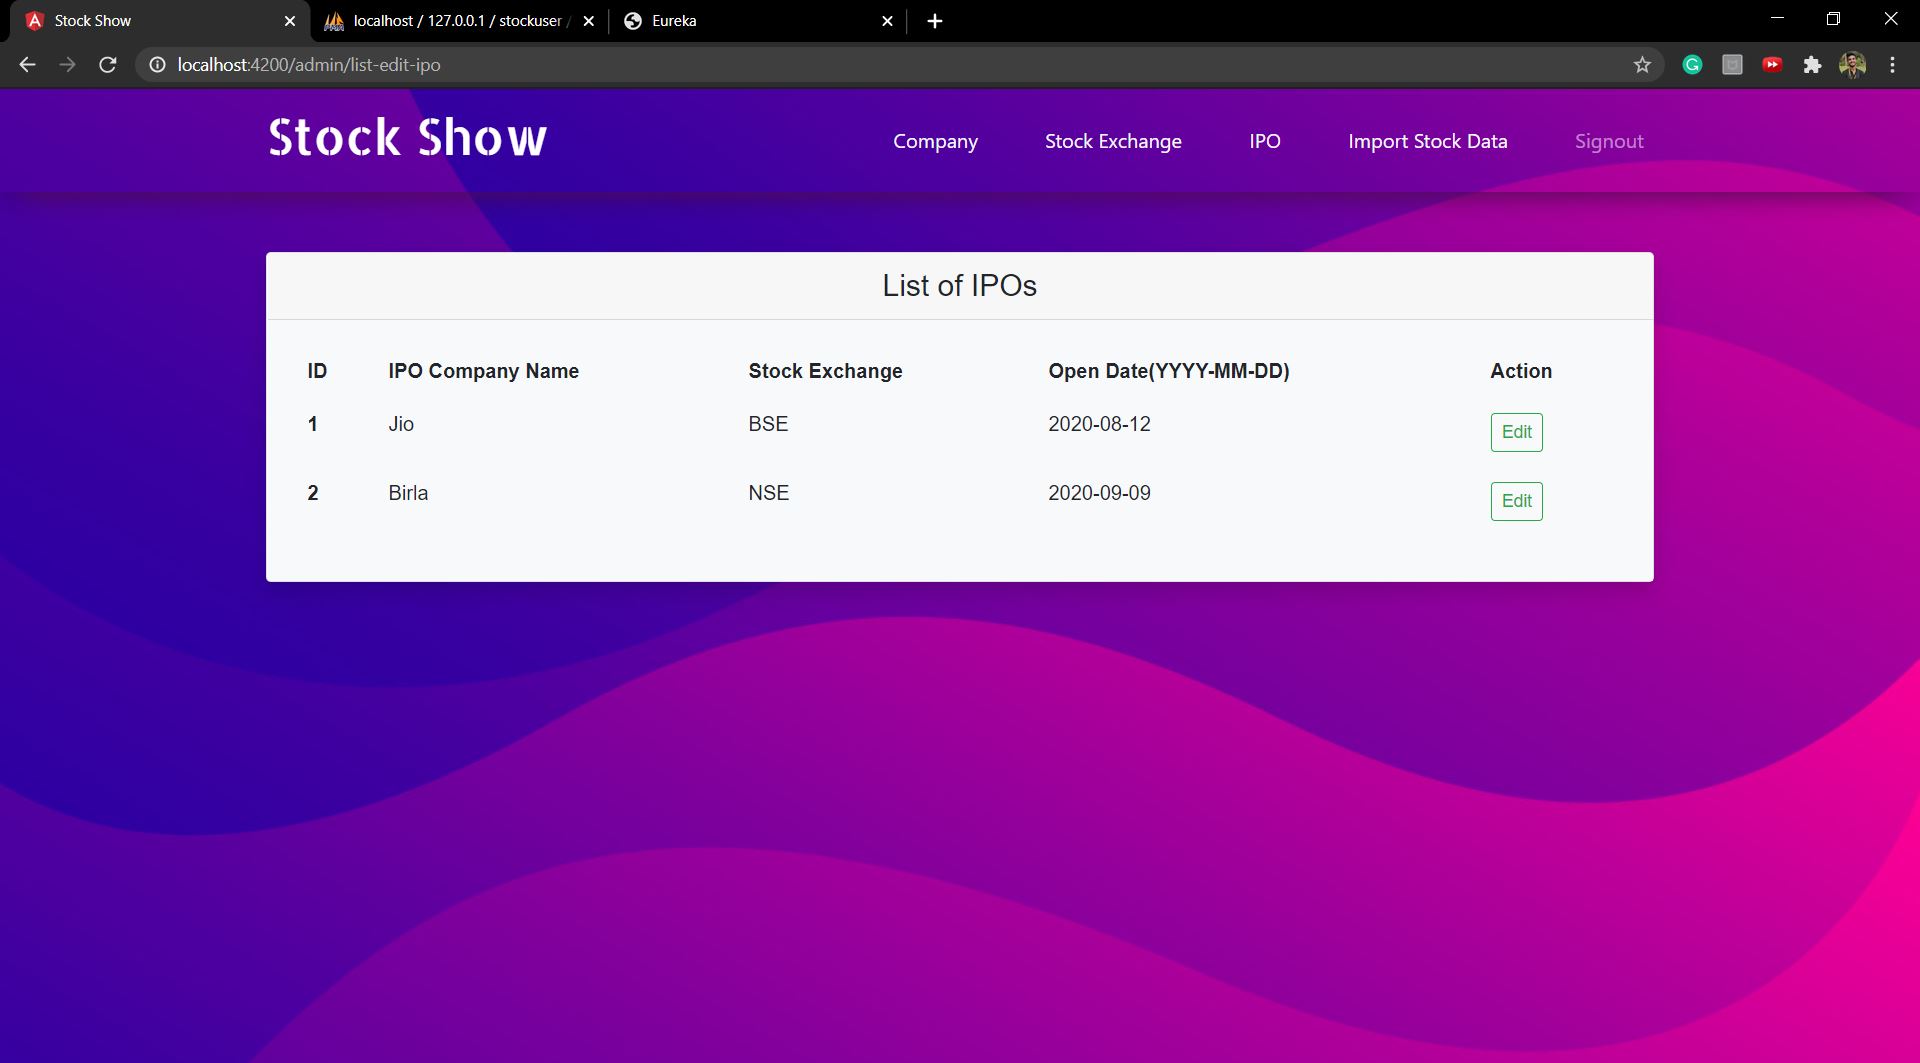 Stock Show
localhost / 127.0.0.1 / stockuser /
Eureka
localhost:4200/admin/list-edit-ipo
Stock Show
Company
Stock Exchange
IPO
Import Stock Data
Signout
List of IPOs
ID IPO Company Name Stock Exchange Open Date(YYYY-MM-DD) Action
1 Jio BSE 2020-08-12 Edit
2 Birla NSE 2020-09-09 Edit